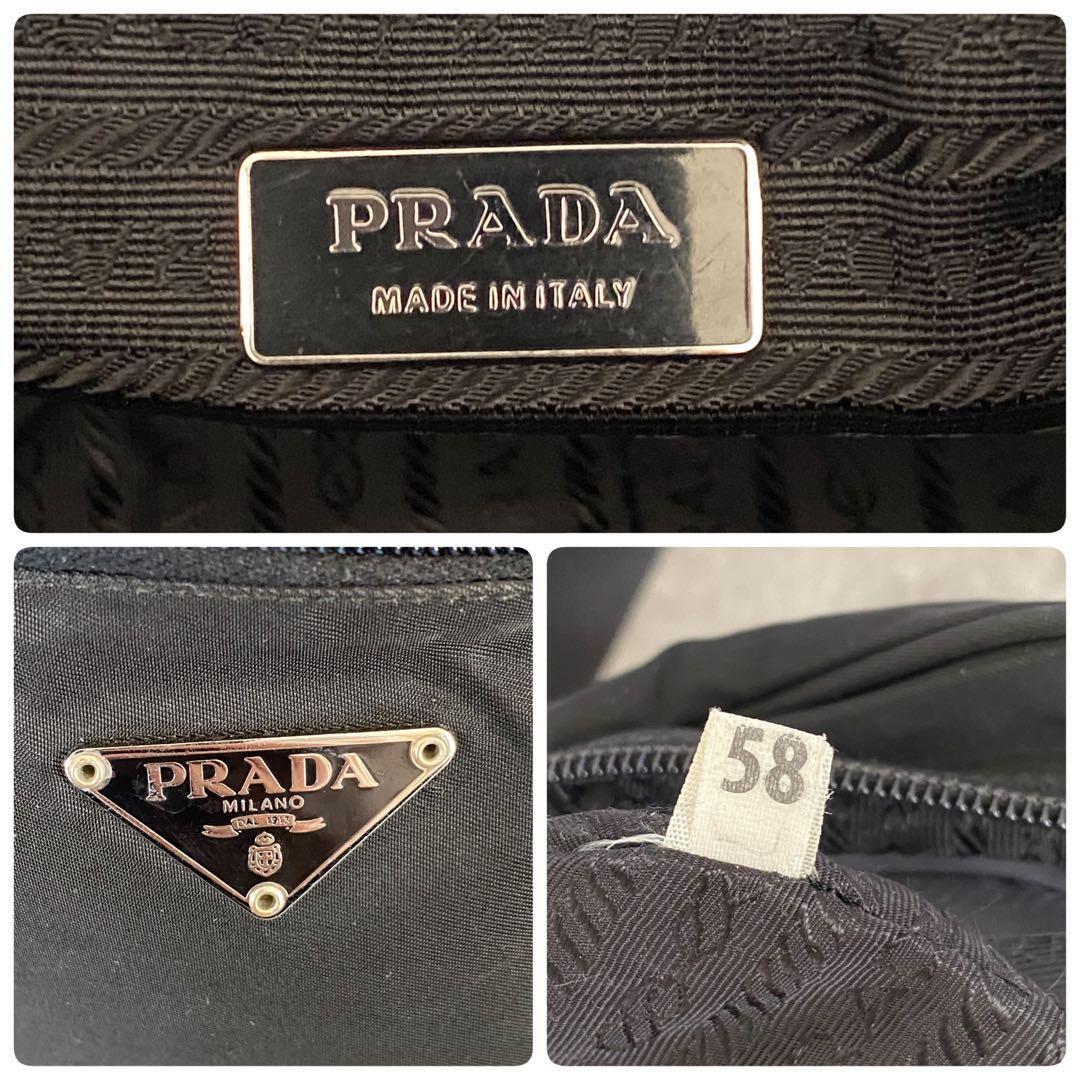 PRADA
MADE IN ITALY
PRADA
MILANO
DAL 1913
58